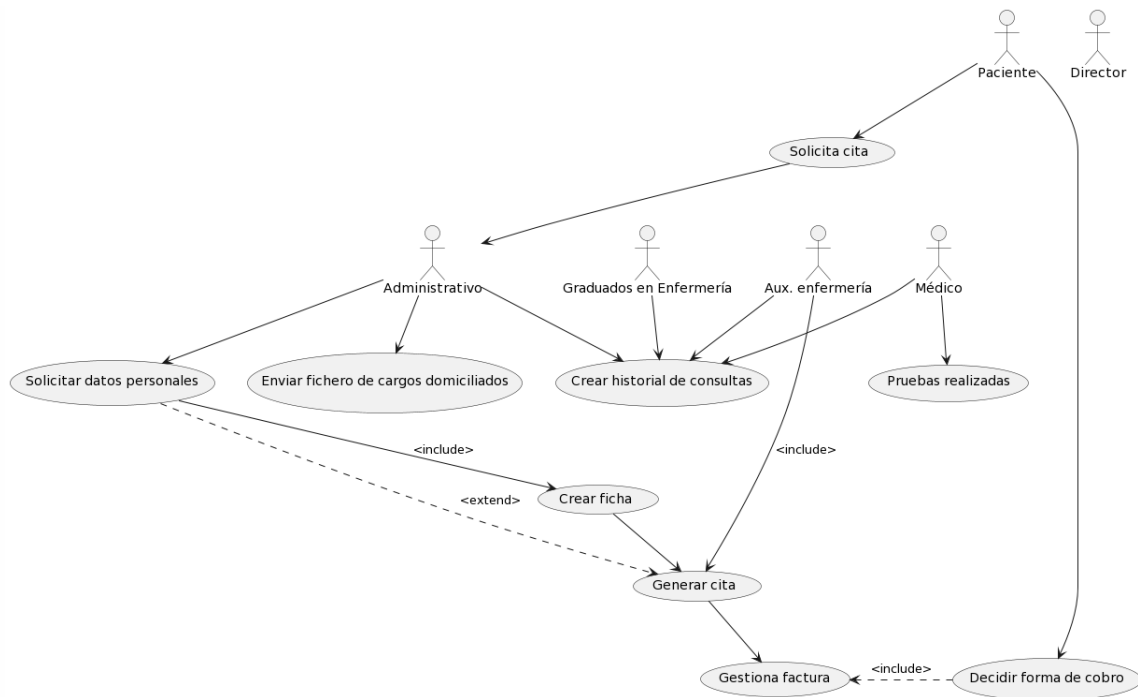 Paciente
Director
Solicita cita
Administrativo
Graduados en Enfermería
Aux. enfermería
Médico
Solicitar datos personales
Enviar fichero de cargos domiciliados
Crear historial de consultas
Pruebas realizadas
<include>
<include>
<extend>
Crear ficha
Generar cita
<include>
Gestiona factura
Decidir forma de cobro